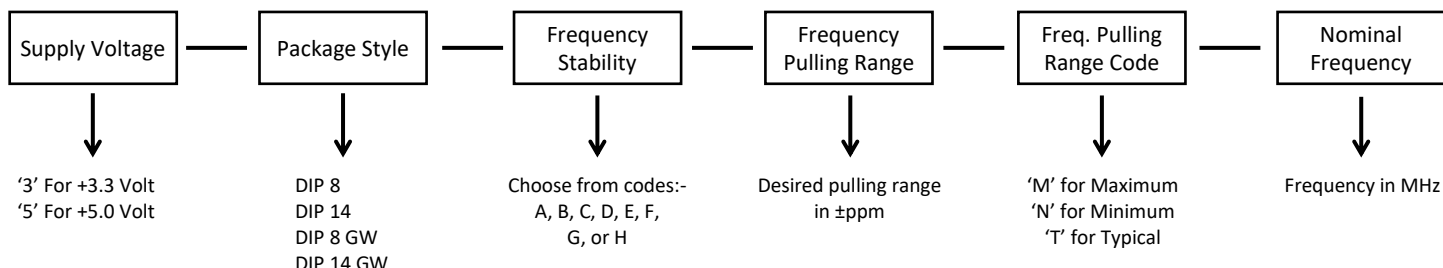 Supply Voltage
Package Style
Frequency
Stability
Frequency
Pulling Range
Freq. Pulling
Range Code
Nominal
Frequency
‘3’ For +3.3 Volt
‘5’ For +5.0 Volt
DIP 8
DIP 14
DIP 8 GW
DIP 14 GW
Choose from codes:-
A, B, C, D, E, F,
G, or H
Desired pulling range
in ±ppm
‘M’ for Maximum
‘N’ for Minimum
‘T’ for Typical
Frequency in MHz